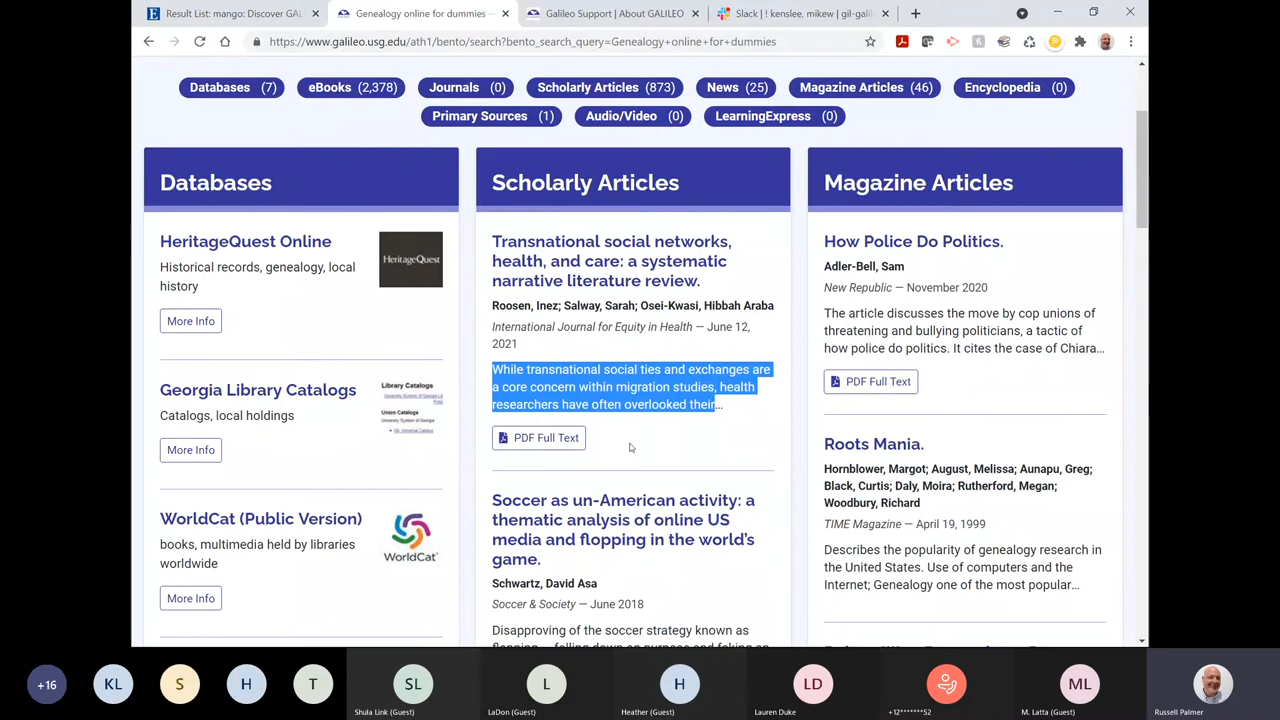 Result List: mango: Discover GAL
Genealogy online for dummies –
Galileo Support | About GALILEO
Slack | ! kenslee, mikew | gil-gal
https://www.galileo.usg.edu/ath1/bento/search?bento_search_query=Genealogy+online+for+dummies
Databases (7)
eBooks (2,378)
Journals (0)
Scholarly Articles (873)
News (25)
Magazine Articles (46)
Encyclopedia (0)
Primary Sources (1)
Audio/Video (0)
LearningExpress (0)
Databases
HeritageQuest Online
Historical records, genealogy, local
history
HeritageQuest
More Info
Georgia Library Catalogs
Catalogs, local holdings
Library Catalogs
Union Catalogs
More Info
WorldCat (Public Version)
books, multimedia held by libraries
worldwide
WorldCat
More Info
Scholarly Articles
Transnational social networks,
health, and care: a systematic
narrative literature review.
Roosen, Inez; Salway, Sarah; Osei-Kwasi, Hibbah Araba
International Journal for Equity in Health — June 12,
2021
While transnational social ties and exchanges are
a core concern within migration studies, health
researchers have often overlooked their...
PDF Full Text
Soccer as un-American activity: a
thematic analysis of online US
media and flopping in the world's
game.
Schwartz, David Asa
Soccer & Society — June 2018
Disapproving of the soccer strategy known as
Magazine Articles
How Police Do Politics.
Adler-Bell, Sam
New Republic — November 2020
The article discusses the move by cop unions of
threatening and bullying politicians, a tactic of
how police do politics. It cites the case of Chiara...
PDF Full Text
Roots Mania.
Hornblower, Margot; August, Melissa; Aunapu, Greg;
Black, Curtis; Daly, Moira; Rutherford, Megan;
Woodbury, Richard
TIME Magazine — April 19, 1999
Describes the popularity of genealogy research in
the United States. Use of computers and the
Internet; Genealogy one of the most popular...
+16
KL
S
H
T
SL
Shula Link (Guest)
L
LaDon (Guest)
H
Heather (Guest)
LD
Lauren Duke
+12*******52
ML
M. Latta (Guest)
Russell Palmer